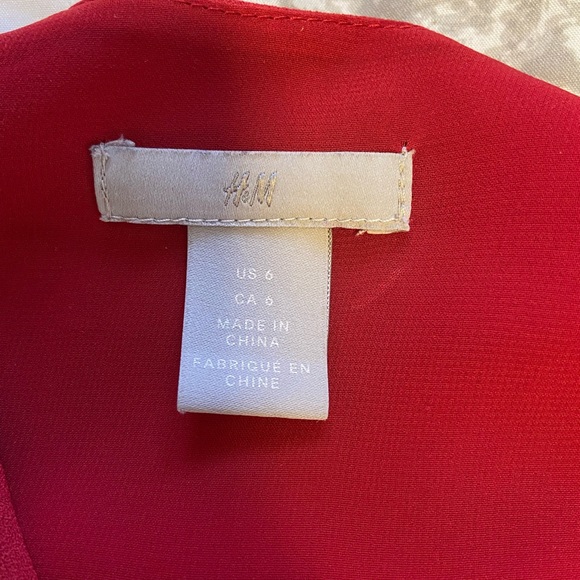 H&M
US 6
CA 6
MADE IN
CHINA
FABRIQUÉ EN
CHINE